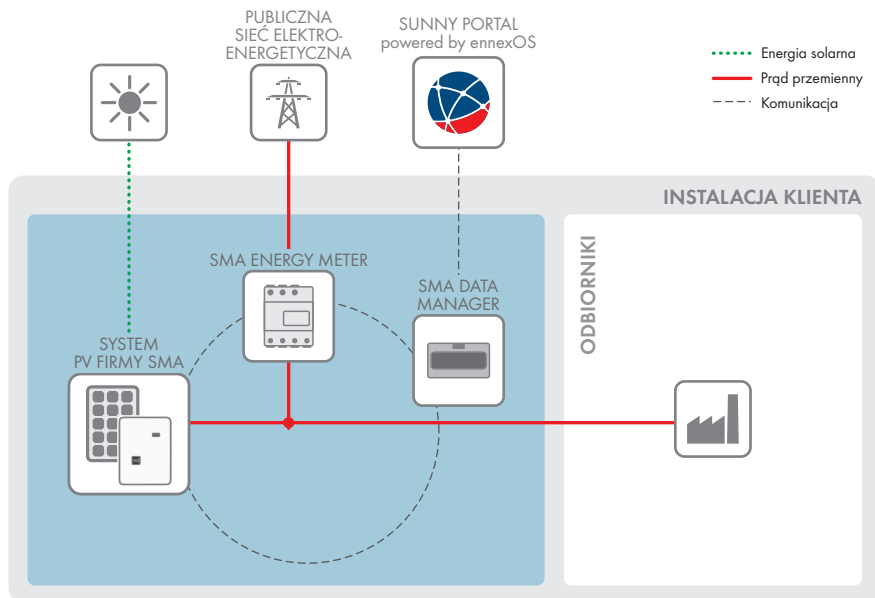 PUBLICZNA
SIEĆ ELEKTRO-
ENERGETYCZNA
SUNNY PORTAL
powered by ennexOS
Energia solarna
Prąd przemienny
Komunikacja
INSTALACJA KLIENTA
SMA ENERGY METER
SMA DATA
MANAGER
ODBIORNIKI
SYSTEM
PV FIRMY SMA